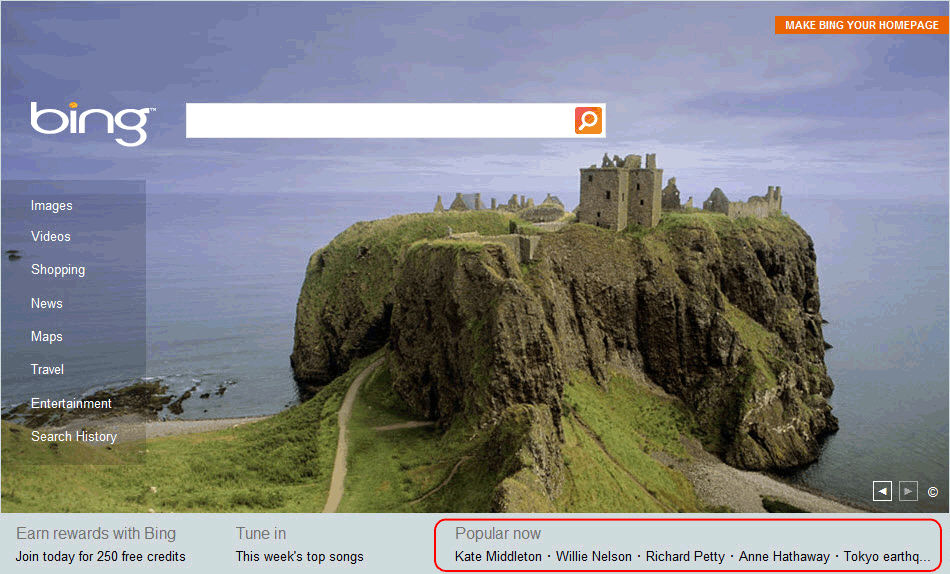 MAKE BING YOUR HOMEPAGE
bing™
Images
Videos
Shopping
News
Maps
Travel
Entertainment
Search History
©
Earn rewards with Bing
Join today for 250 free credits
Tune in
This week's top songs
Popular now
Kate Middleton · Willie Nelson · Richard Petty · Anne Hathaway · Tokyo earthq...